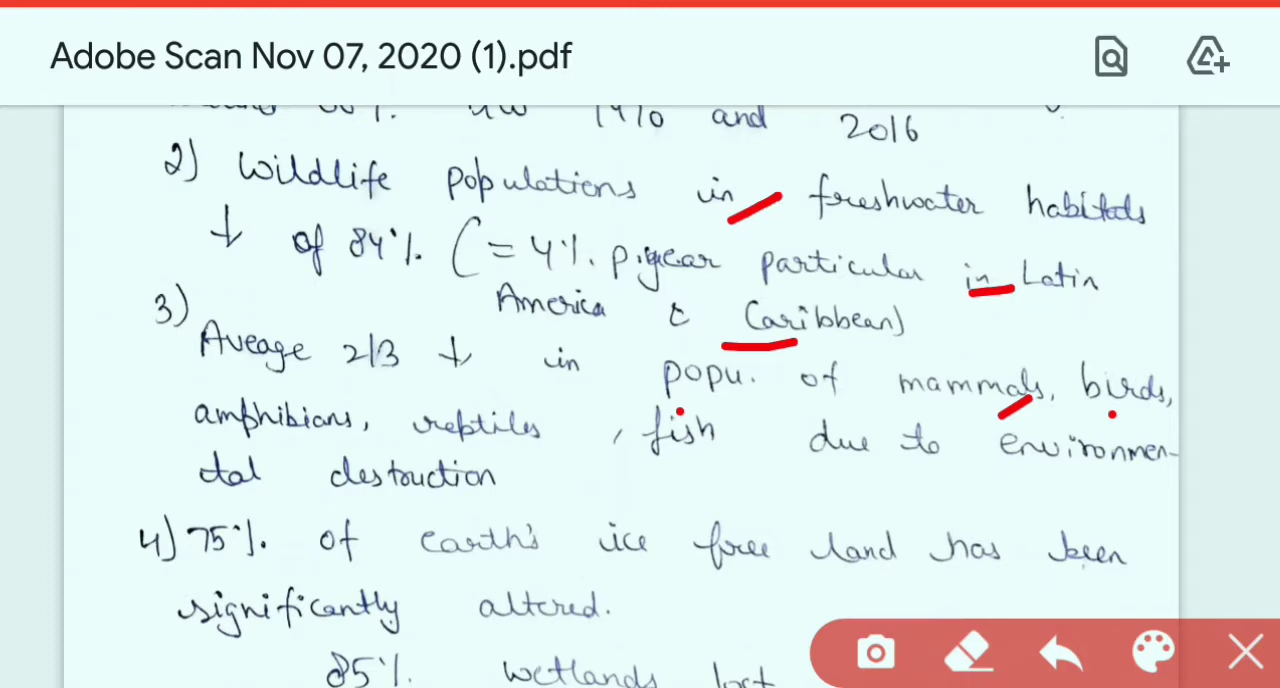 Adobe Scan Nov 07, 2020 (1).pdf
1970 and 2016
2) Wildlife populations in freshwater habitats
↓ of 84%. (= 4%. p.year particular in Latin
America & Caribbean)
3) Aveage 2/3 ↓ in popu. of mammals, birds,
amphibians, reptiles, fish due to environmen-
tal destruction
4) 75%. of earth's ice free land has been
significantly altered.
85%. wetlands lost